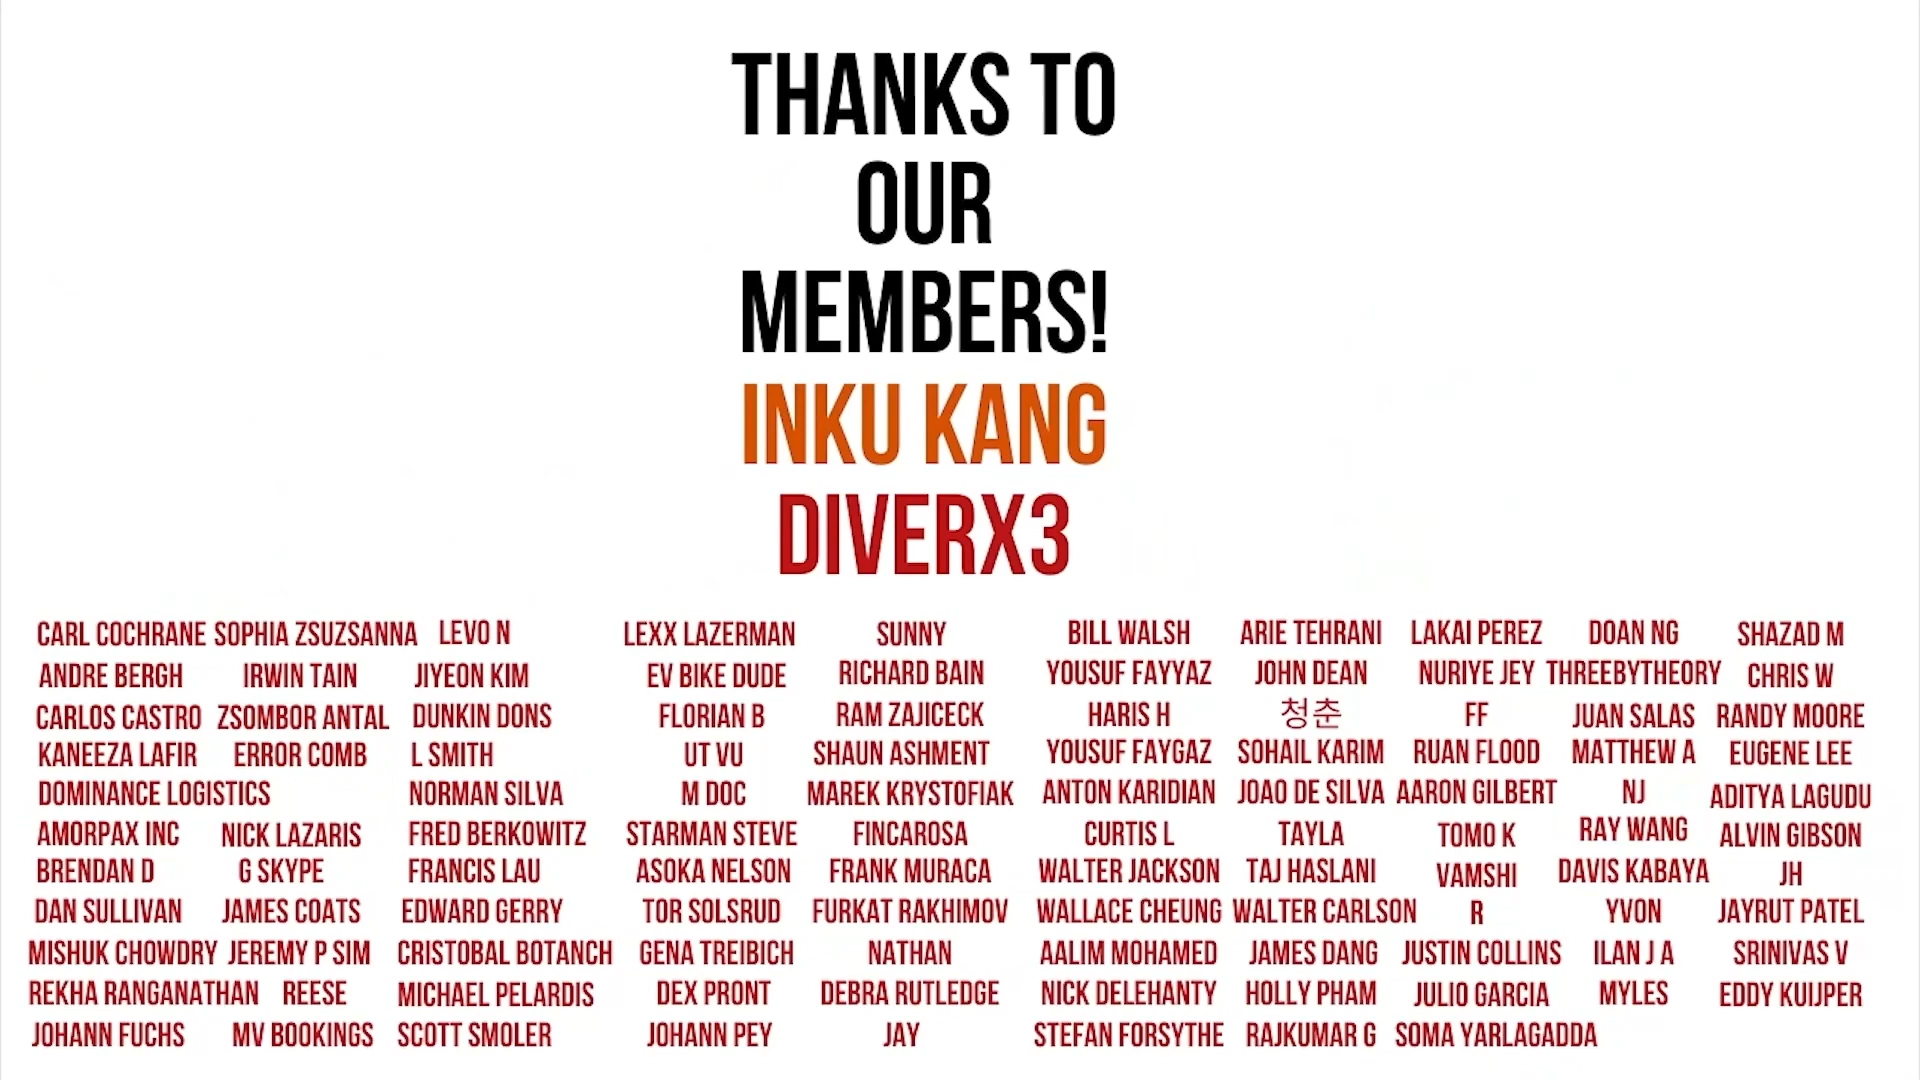 THANKS TO
OUR
MEMBERS!
INKU KANG
DIVERX3
CARL COCHRANE SOPHIA ZSUZSANNA LEVO N LEXX LAZERMAN SUNNY BILL WALSH ARIE TEHRANI LAKAI PEREZ DOAN NG SHAZAD M
ANDRE BERGH IRWIN TAIN JIYEON KIM EV BIKE DUDE RICHARD BAIN YOUSUF FAYYAZ JOHN DEAN NURIYE JEY THREEBYTHEORY CHRIS W
CARLOS CASTRO ZSOMBOR ANTAL DUNKIN DONS FLORIAN B RAM ZAJICECK HARIS H 청춘 FF JUAN SALAS RANDY MOORE
KANEEZA LAFIR ERROR COMB L SMITH UT VU SHAUN ASHMENT YOUSUF FAYGAZ SOHAIL KARIM RUAN FLOOD MATTHEW A EUGENE LEE
DOMINANCE LOGISTICS NORMAN SILVA M DOC MAREK KRYSTOFIAK ANTON KARIDIAN JOAO DE SILVA AARON GILBERT NJ ADITYA LAGUDU
AMORPAX INC NICK LAZARIS FRED BERKOWITZ STARMAN STEVE FINCAROSA CURTIS L TAYLA TOMO K RAY WANG ALVIN GIBSON
BRENDAN D G SKYPE FRANCIS LAU ASOKA NELSON FRANK MURACA WALTER JACKSON TAJ HASLANI VAMSHI DAVIS KABAYA JH
DAN SULLIVAN JAMES COATS EDWARD GERRY TOR SOLSRUD FURKAT RAKHIMOV WALLACE CHEUNG WALTER CARLSON R YVON JAYRUT PATEL
MISHUK CHOWDRY JEREMY P SIM CRISTOBAL BOTANCH GENA TREIBICH NATHAN AALIM MOHAMED JAMES DANG JUSTIN COLLINS ILAN J A SRINIVAS V
REKHA RANGANATHAN REESE MICHAEL PELARDIS DEX PRONT DEBRA RUTLEDGE NICK DELEHANTY HOLLY PHAM JULIO GARCIA MYLES EDDY KUIJPER
JOHANN FUCHS MV BOOKINGS SCOTT SMOLER JOHANN PEY JAY STEFAN FORSYTHE RAJKUMAR G SOMA YARLAGADDA